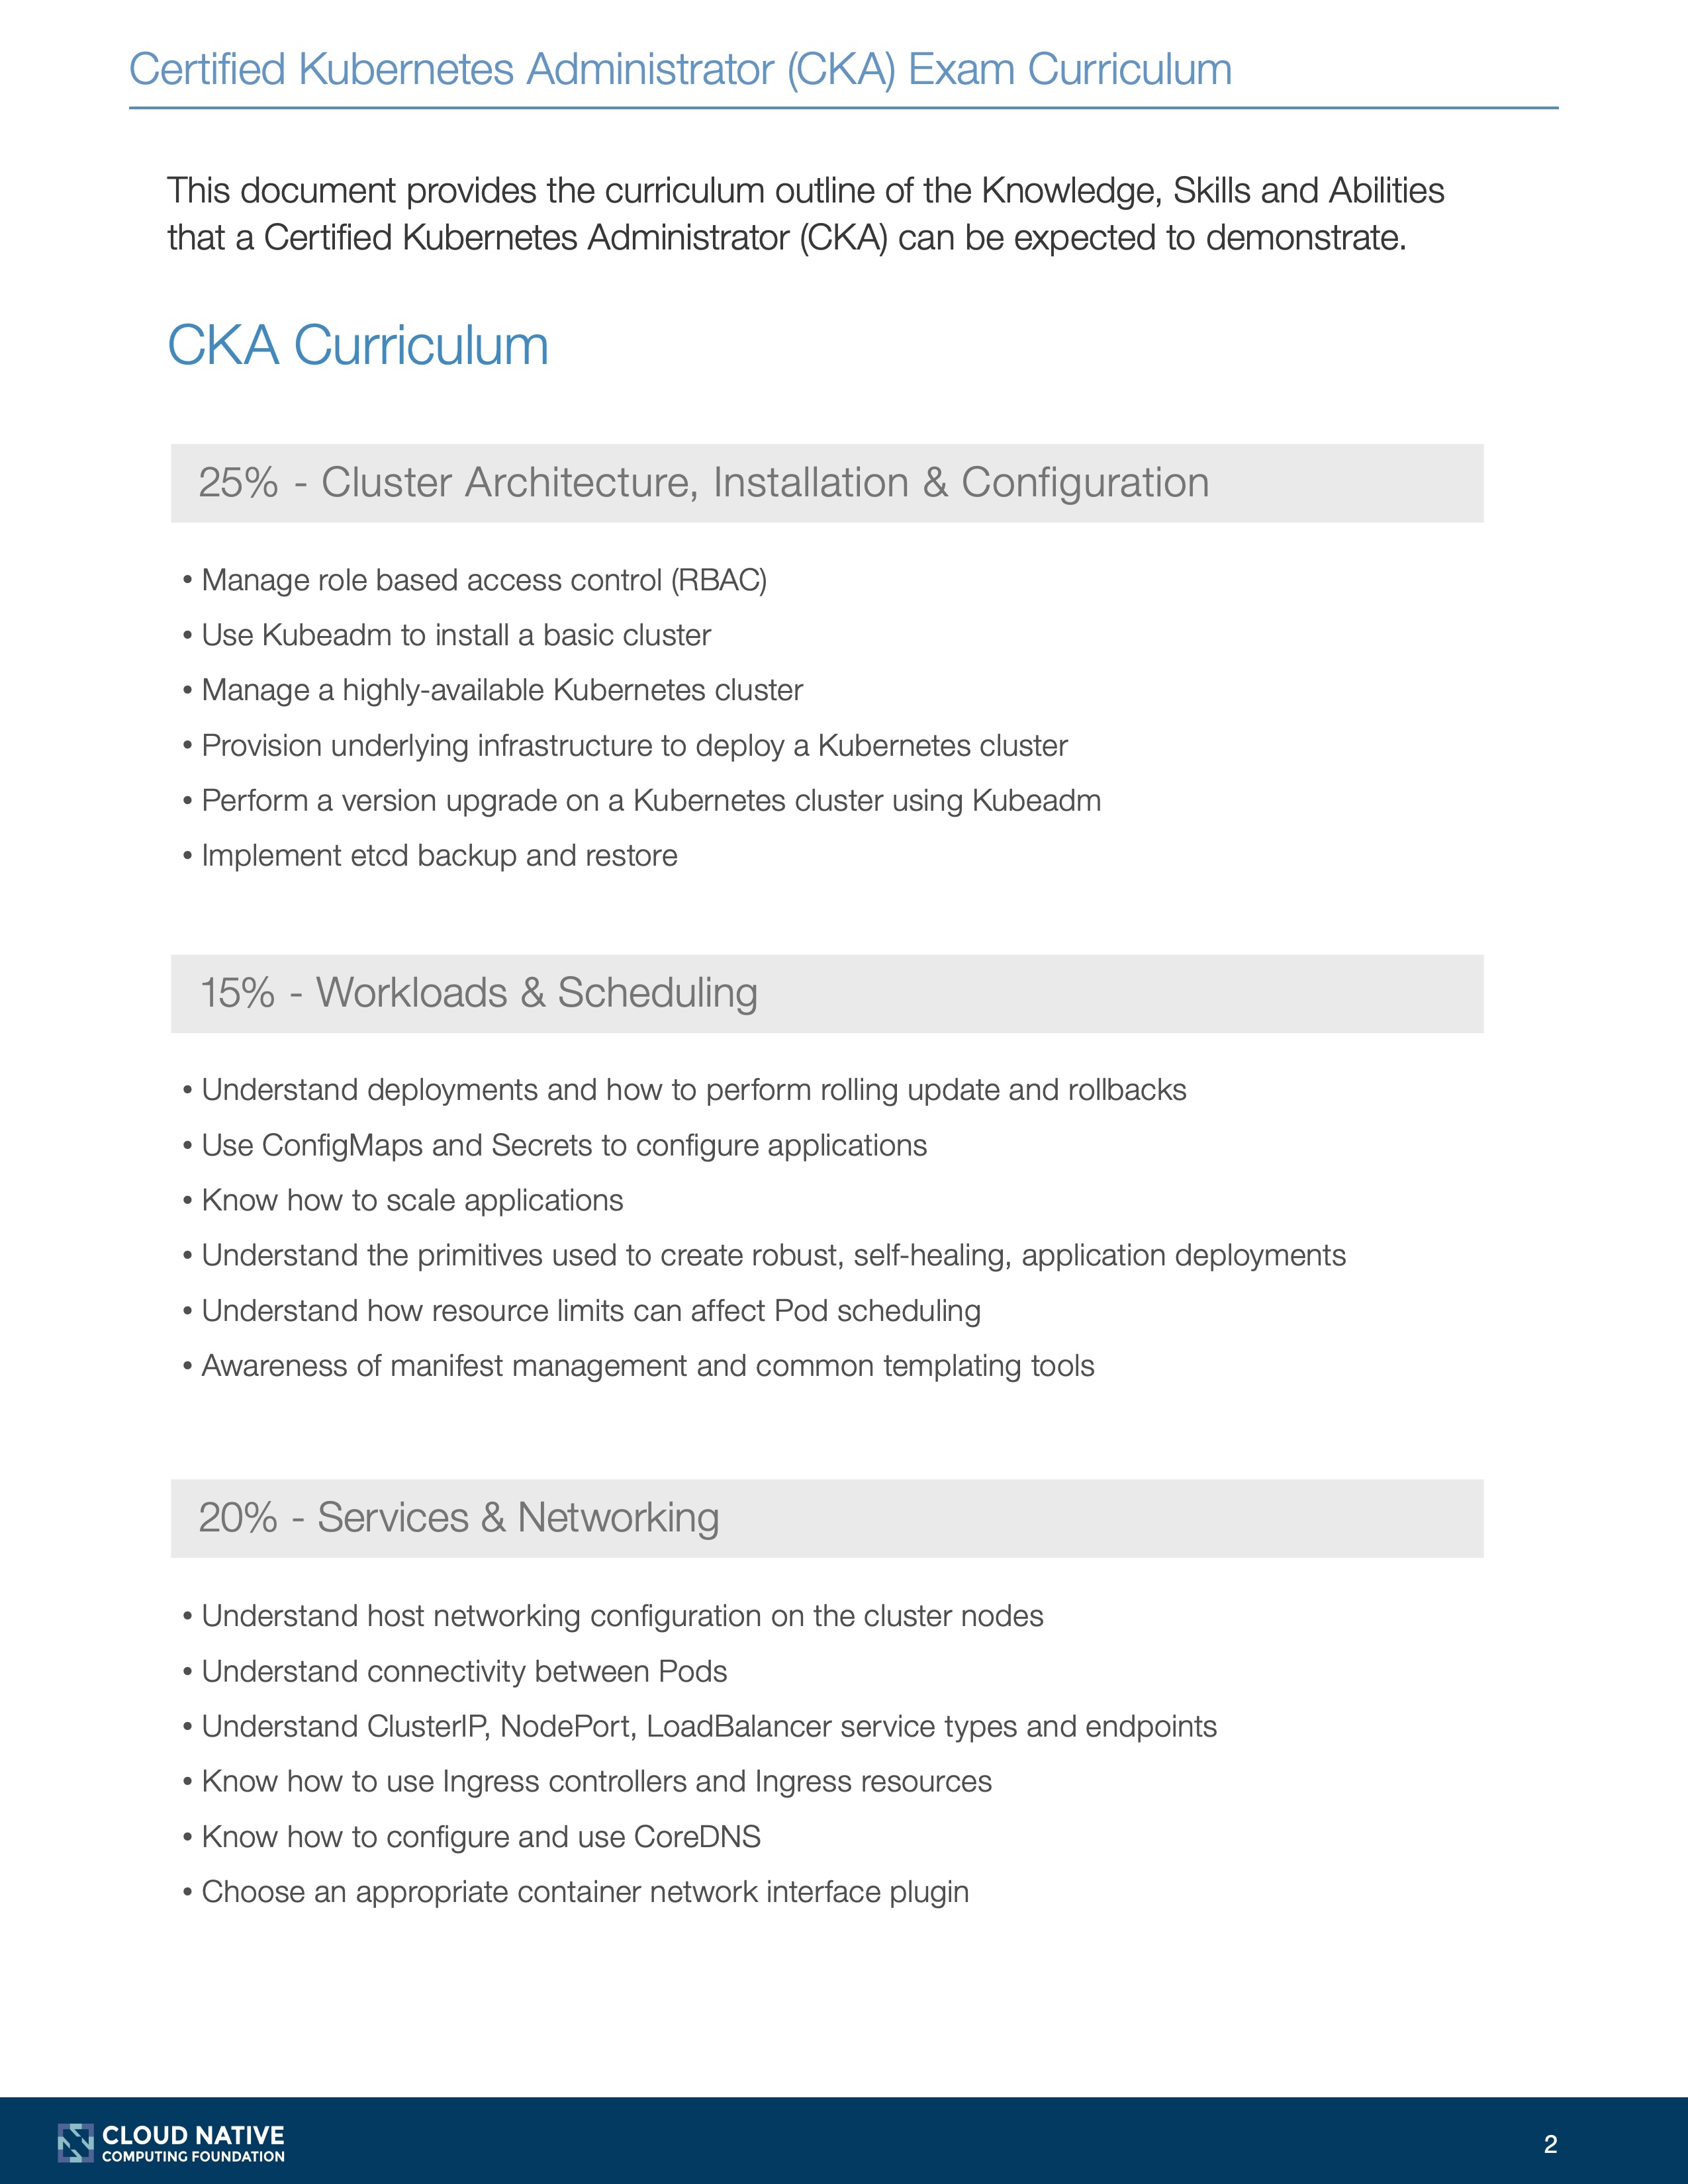 Certified Kubernetes Administrator (CKA) Exam Curriculum
This document provides the curriculum outline of the Knowledge, Skills and Abilities
that a Certified Kubernetes Administrator (CKA) can be expected to demonstrate.
CKA Curriculum
25% - Cluster Architecture, Installation & Configuration
• Manage role based access control (RBAC)
• Use Kubeadm to install a basic cluster
• Manage a highly-available Kubernetes cluster
• Provision underlying infrastructure to deploy a Kubernetes cluster
• Perform a version upgrade on a Kubernetes cluster using Kubeadm
• Implement etcd backup and restore
15% - Workloads & Scheduling
• Understand deployments and how to perform rolling update and rollbacks
• Use ConfigMaps and Secrets to configure applications
• Know how to scale applications
• Understand the primitives used to create robust, self-healing, application deployments
• Understand how resource limits can affect Pod scheduling
• Awareness of manifest management and common templating tools
20% - Services & Networking
• Understand host networking configuration on the cluster nodes
• Understand connectivity between Pods
• Understand ClusterIP, NodePort, LoadBalancer service types and endpoints
• Know how to use Ingress controllers and Ingress resources
• Know how to configure and use CoreDNS
• Choose an appropriate container network interface plugin
CLOUD NATIVE
COMPUTING FOUNDATION
2